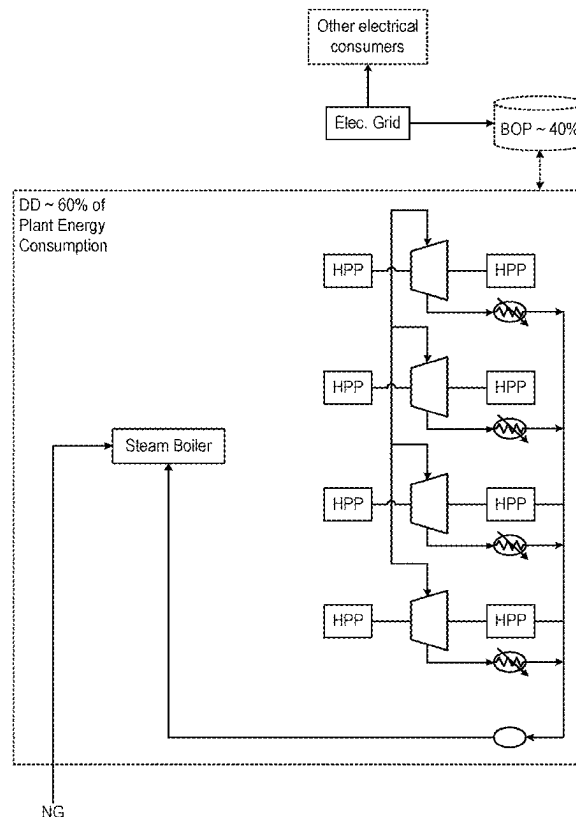 Other electrical
consumers
Elec. Grid
BOP ~ 40%
DD ~ 60% of
Plant Energy
Consumption
HPP
HPP
HPP
HPP
Steam Boiler
HPP
HPP
HPP
HPP
NG